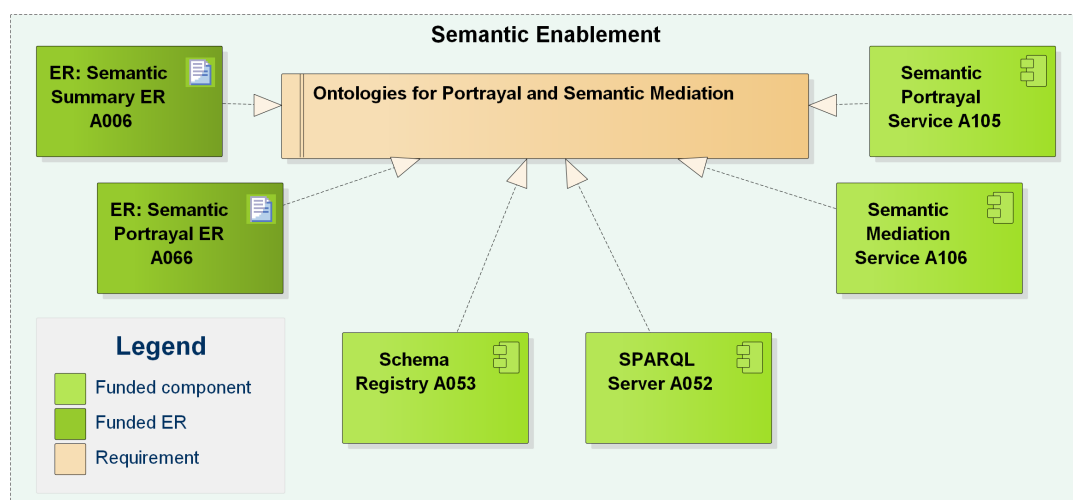 Semantic Enablement
ER: Semantic
Summary ER
A006
Ontologies for Portrayal and Semantic Mediation
Semantic
Portrayal
Service A105
ER: Semantic
Portrayal ER
A066
Semantic
Mediation
Service A106
Schema
Registry A053
SPARQL
Server A052
Legend
Funded component
Funded ER
Requirement